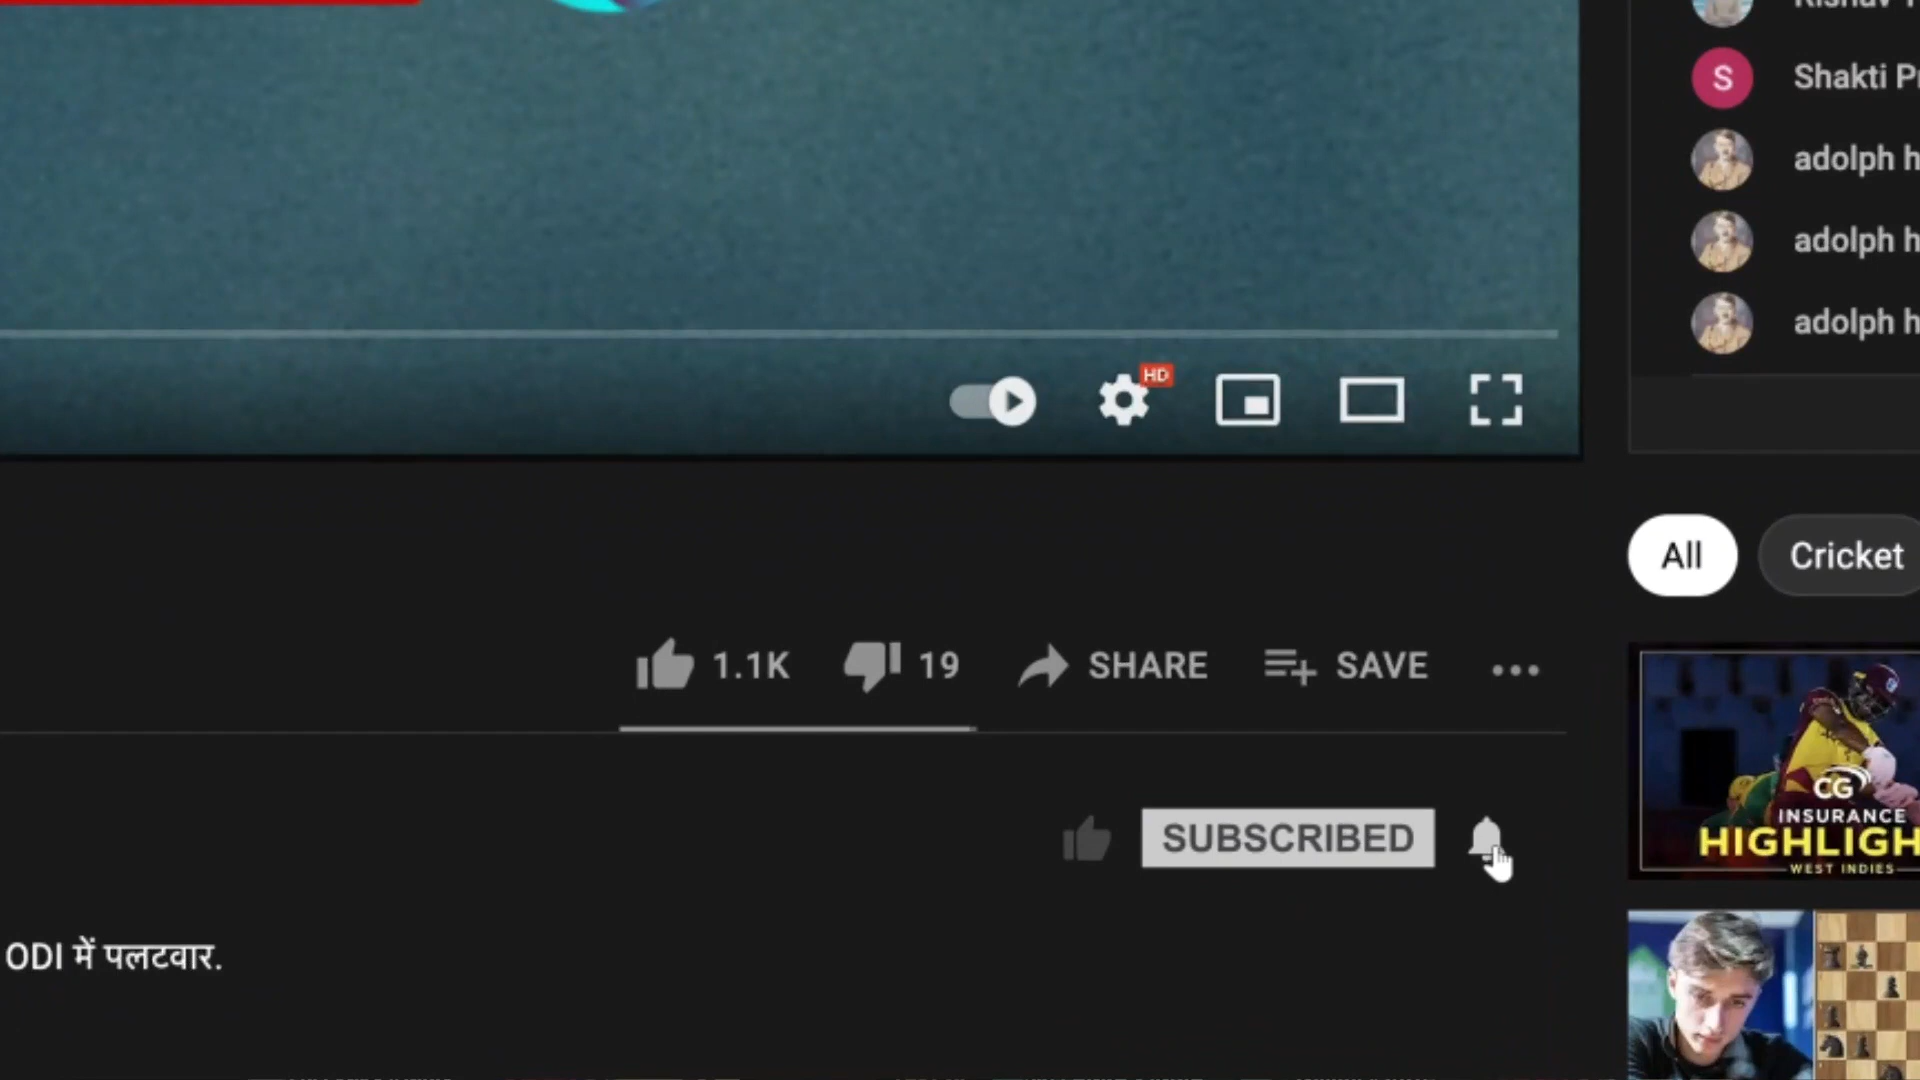 S Shakti
adolph
adolph
adolph
HD
All Cricket
1.1K 19 SHARE SAVE
CG
INSURANCE
WEST INDIES
SUBSCRIBED
ODI में पलटवार.